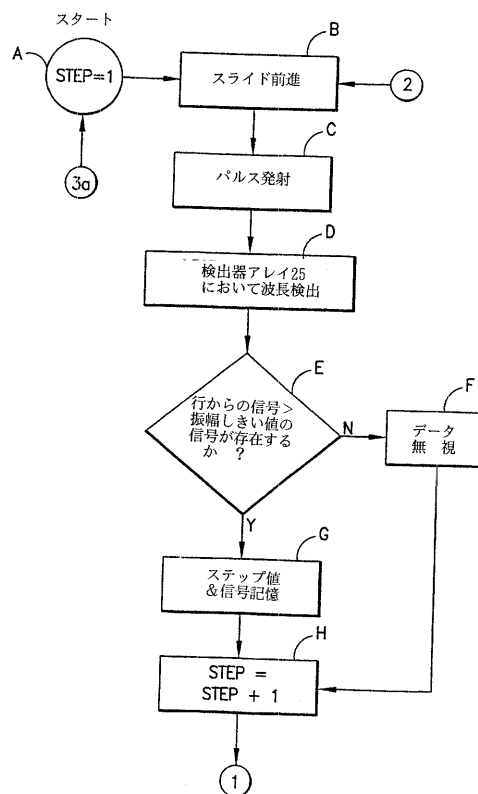 スタート
A
STEP=1
3a
B
スライド前進
2
C
パルス発射
D
検出器アレイ25
において波長検出
E
行からの信号>
振幅しきい値の
信号が存在する
か ?
N
F
データ
無 視
Y
G
ステップ値
&信号記憶
H
STEP =
STEP + 1
1